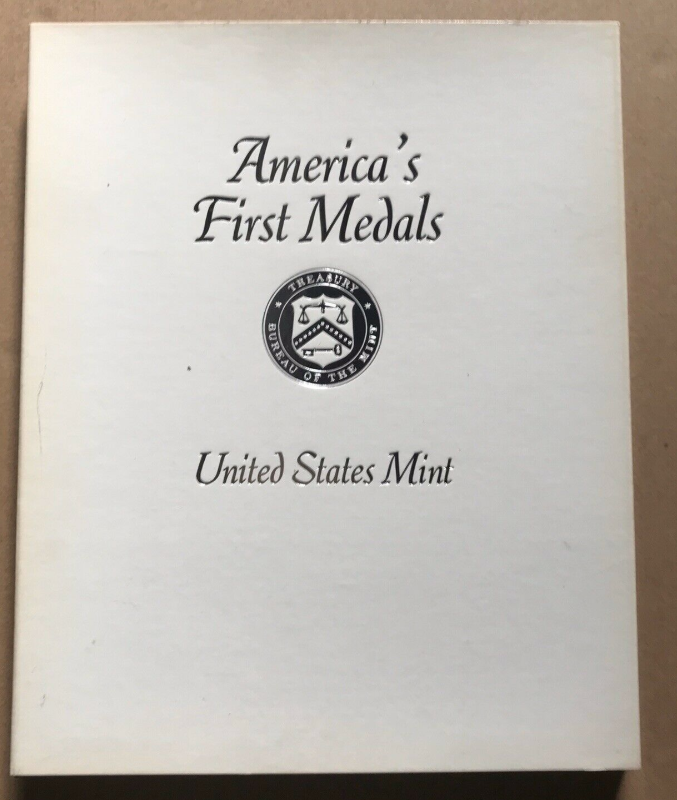 America's
First Medals
TREASURY
BUREAU OF THE MINT
United States Mint